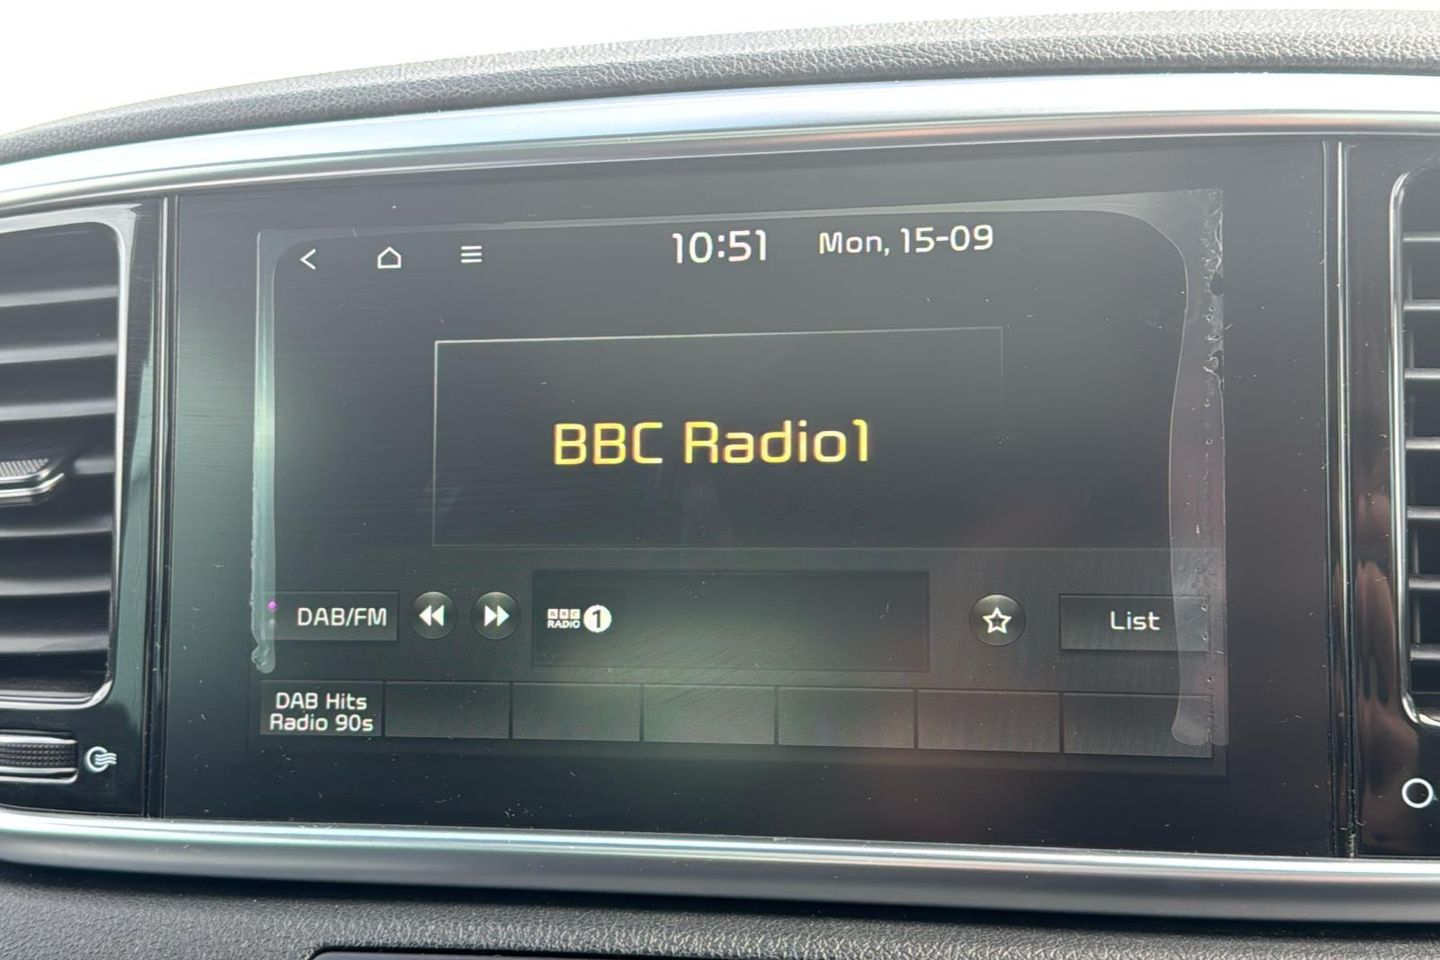 10:51 Mon, 15-09
BBC Radio1
DAB/FM BBC RADIO 1 List
DAB Hits
Radio 90s